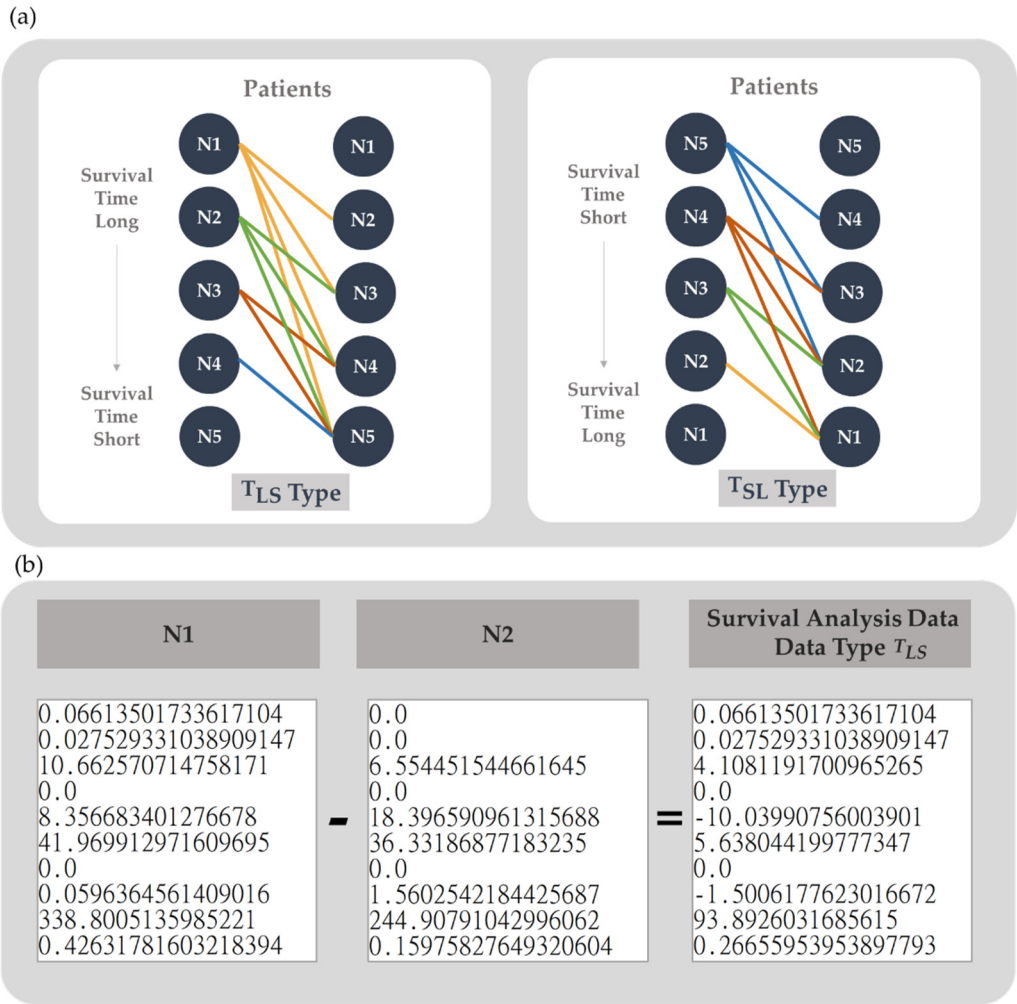 (a)
Patients
N1 N1
Survival
Time
Long
N2 N2
N3 N3
N4 N4
Survival
Time
Short
N5 N5
TLS Type
Patients
N5 N5
Survival
Time
Short
N4 N4
N3 N3
N2 N2
Survival
Time
Long
N1 N1
TSL Type
(b)
N1
N2
Survival Analysis Data
Data Type TLS
0.06613501733617104
0.027529331038909147
10.662570714758171
0.0
8.356683401276678
41.969912971609695
0.0
0.0596364561409016
338.8005135985221
0.42631781603218394
-
0.0
0.0
6.554451544661645
0.0
18.396590961315688
36.33186877183235
0.0
1.5602542184425687
244.90791042996062
0.15975827649320604
=
0.06613501733617104
0.027529331038909147
4.1081191700965265
0.0
-10.03990756003901
5.638044199777347
0.0
-1.5006177623016672
93.8926031685615
0.26655953953897793